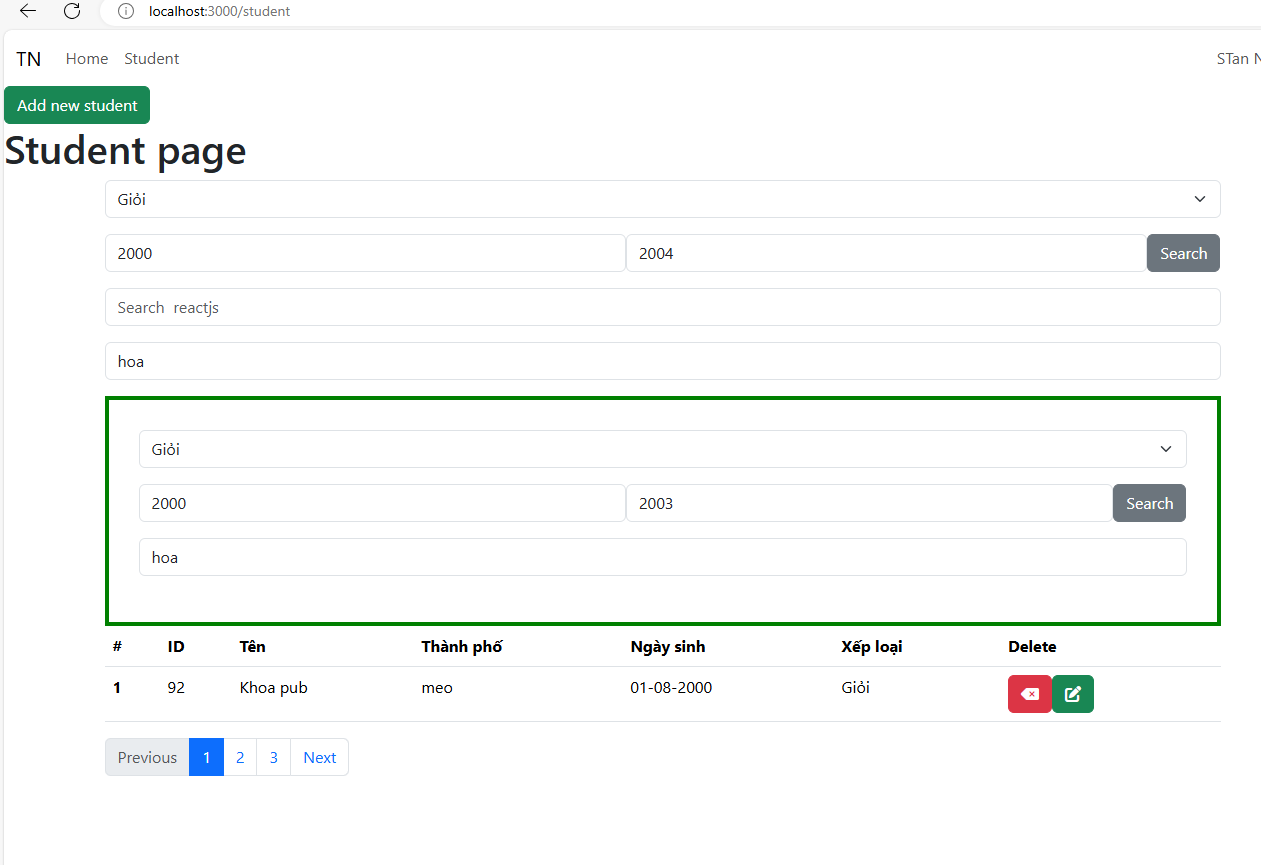 localhost:3000/student
TN Home Student STan N
Add new student
Student page
Giỏi
2000 2004 Search
Search reactjs
hoa
Giỏi
2000 2003 Search
hoa
# ID Tên Thành phố Ngày sinh Xếp loại Delete
1 92 Khoa pub meo 01-08-2000 Giỏi
Previous 1 2 3 Next